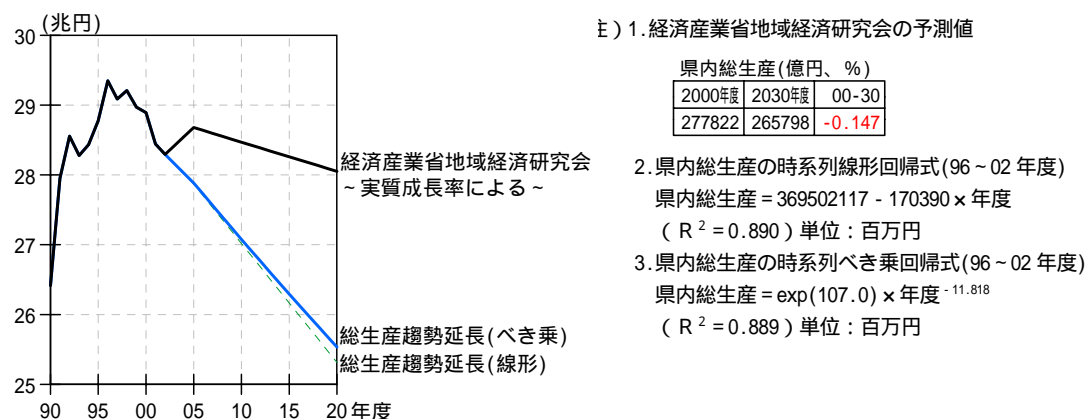 (兆円)
30
29
28
27
26
25
90 95 00 05 10 15 20 年度
経済産業省地域経済研究会
~実質成長率による~
総生産趨勢延長(べき乗)
総生産趨勢延長(線形)
注)1.経済産業省地域経済研究会の予測値
県内総生産(億円、%)
2000年度 2030年度 00-30
277822 265798 -0.147
2.県内総生産の時系列線形回帰式(96~02年度)
県内総生産=369502117-170390×年度
(R²=0.890)単位:百万円
3.県内総生産の時系列べき乗回帰式(96~02年度)
県内総生産=exp(107.0)×年度⁻¹¹·⁸¹⁸
(R²=0.889)単位:百万円